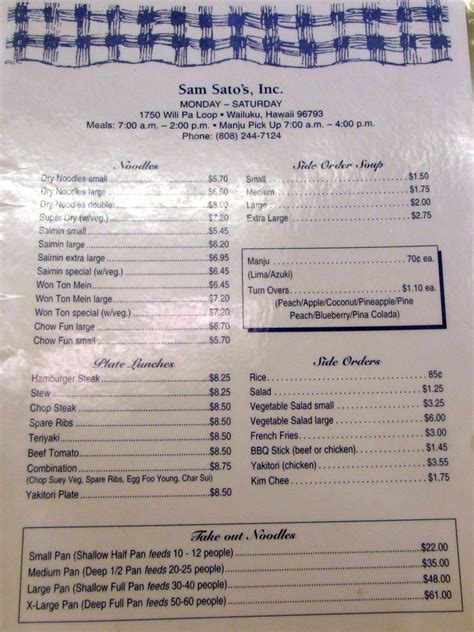 Sam Sato's, Inc.
MONDAY – SATURDAY
1750 Wili Pa Loop • Wailuku, Hawaii 96793
Meals: 7:00 a.m. – 2:00 p.m. • Manju Pick Up 7:00 a.m. – 4:00 p.m.
Phone: (808) 244-7124
Noodles
Dry Noodles small $5.70
Dry Noodles large $6.50
Dry Noodles double
Super Dry (w/veg.) $7.20
Saimin small $5.45
Saimin large $6.20
Saimin extra large $6.95
Saimin special (w/veg.) $6.45
Won Ton Mein $6.45
Won Ton Mein large $7.20
Won Ton special (w/veg.) $7.20
Chow Fun large $6.20
Chow Fun small $5.45
Side Order Soup
Small $1.50
Medium $1.75
Large $2.00
Extra Large $2.75
Manju 70¢ ea.
(Lima/Azuki)
Turn Overs $1.10 ea.
(Peach/Apple/Coconut/Pineapple/Pine
Peach/Blueberry/Pina Colada)
Plate Lunches
Hamburger Steak $8.25
Stew $8.25
Chop Steak $8.50
Spare Ribs $8.50
Teriyaki $8.50
Beef Tomato $8.50
Combination $8.75
(Chop Suey Veg, Spare Ribs, Egg Foo Young, Char Sui)
Yakitori Plate $8.50
Side Orders
Rice 85¢
Salad $1.25
Vegetable Salad small $3.25
Vegetable Salad large $6.00
French Fries $3.00
BBQ Stick (beef or chicken) $1.45
Yakitori (chicken) $3.55
Kim Chee $1.75
Take out Noodles
Small Pan (Shallow Half Pan feeds 10 - 12 people) $22.00
Medium Pan (Deep 1/2 Pan feeds 20-25 people) $35.00
Large Pan (Shallow Full Pan feeds 30-40 people) $48.00
X-Large Pan (Deep Full Pan feeds 50-60 people) $61.00